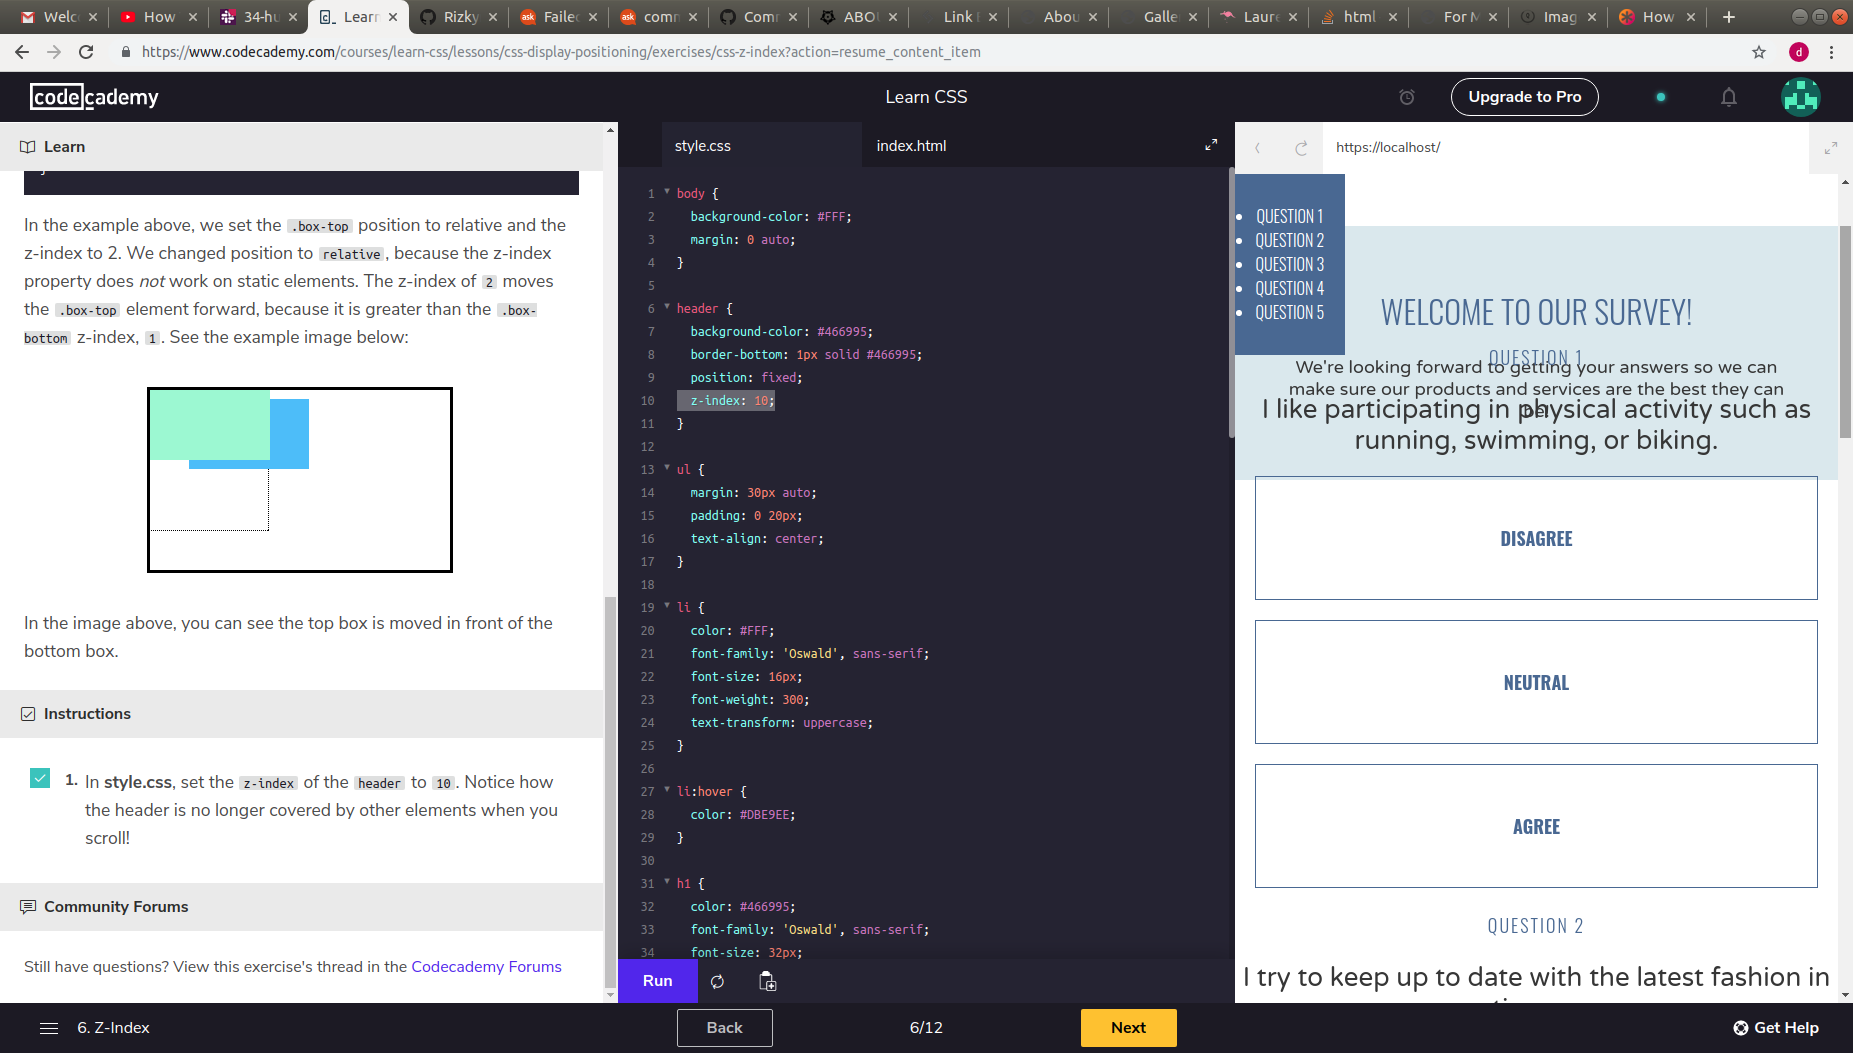 Welc
How
34-hu
Learn
Rizky
Failed
comm
Comm
ABO
Link
Abou
Galle
Laure
html
For M
Imag
How
https://www.codecademy.com/courses/learn-css/lessons/css-display-positioning/exercises/css-z-index?action=resume_content_item
d
codecademy
Learn CSS
Upgrade to Pro
Learn
In the example above, we set the .box-top position to relative and the
z-index to 2. We changed position to relative, because the z-index
property does not work on static elements. The z-index of 2 moves
the .box-top element forward, because it is greater than the .box-
bottom z-index, 1. See the example image below:
In the image above, you can see the top box is moved in front of the
bottom box.
Instructions
1. In style.css, set the z-index of the header to 10. Notice how
the header is no longer covered by other elements when you
scroll!
Community Forums
Still have questions? View this exercise's thread in the Codecademy Forums
style.css
index.html
1 body {
2 background-color: #FFF;
3 margin: 0 auto;
4 }
5
6 header {
7 background-color: #466995;
8 border-bottom: 1px solid #466995;
9 position: fixed;
10 z-index: 10;
11 }
12
13 ul {
14 margin: 30px auto;
15 padding: 0 20px;
16 text-align: center;
17 }
18
19 li {
20 color: #FFF;
21 font-family: 'Oswald', sans-serif;
22 font-size: 16px;
23 font-weight: 300;
24 text-transform: uppercase;
25 }
26
27 li:hover {
28 color: #DBE9EE;
29 }
30
31 h1 {
32 color: #466995;
33 font-family: 'Oswald', sans-serif;
34 font-size: 32px;
Run
https://localhost/
QUESTION 1
QUESTION 2
QUESTION 3
QUESTION 4
QUESTION 5
WELCOME TO OUR SURVEY!
QUESTION 1
We're looking forward to getting your answers so we can
make sure our products and services are the best they can
be!
I like participating in physical activity such as
running, swimming, or biking.
DISAGREE
NEUTRAL
AGREE
QUESTION 2
I try to keep up to date with the latest fashion in
6. Z-Index
Back
6/12
Next
Get Help